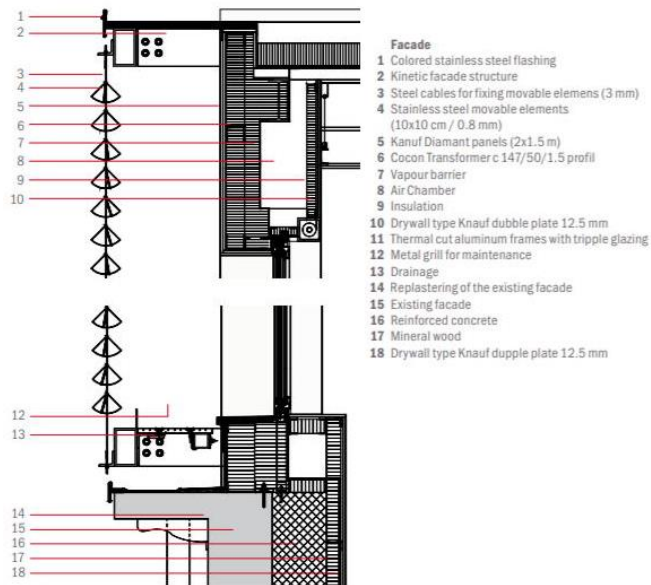 1
2
3
4
5
6
7
8
9
10
12
13
14
15
16
17
18
Facade
1 Colored stainless steel flashing
2 Kinetic facade structure
3 Steel cables for fixing movable elemens (3 mm)
4 Stainless steel movable elements
(10x10 cm / 0.8 mm)
5 Kanuf Diamant panels (2x1.5 m)
6 Cocon Transformer c 147/50/1.5 profil
7 Vapour barrier
8 Air Chamber
9 Insulation
10 Drywall type Knauf dubble plate 12.5 mm
11 Thermal cut aluminum frames with tripple glazing
12 Metal grill for maintenance
13 Drainage
14 Replastering of the existing facade
15 Existing facade
16 Reinforced concrete
17 Mineral wood
18 Drywall type Knauf dupple plate 12.5 mm